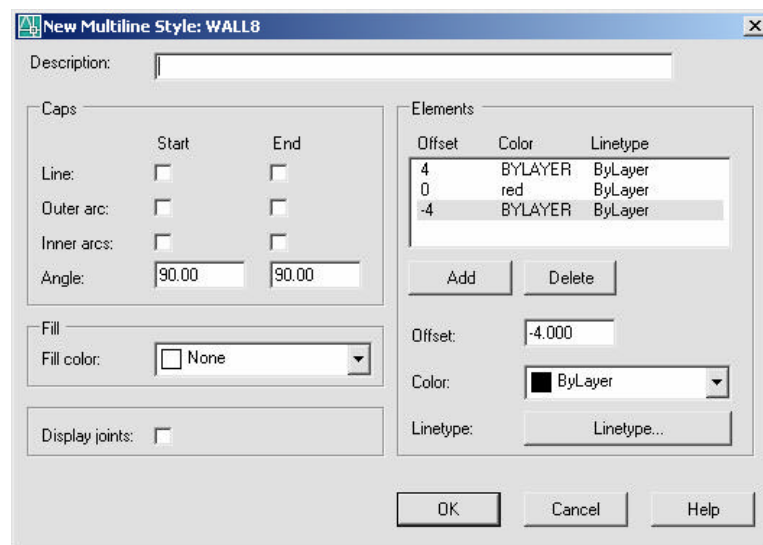 New Multiline Style: WALL8
Description:
Caps
Start End
Line:
Outer arc:
Inner arcs:
Angle: 90.00 90.00
Fill
Fill color: None
Display joints:
Elements
Offset Color Linetype
4 BYLAYER ByLayer
0 red ByLayer
-4 BYLAYER ByLayer
Add Delete
Offset: -4.000
Color: ByLayer
Linetype: Linetype...
OK Cancel Help